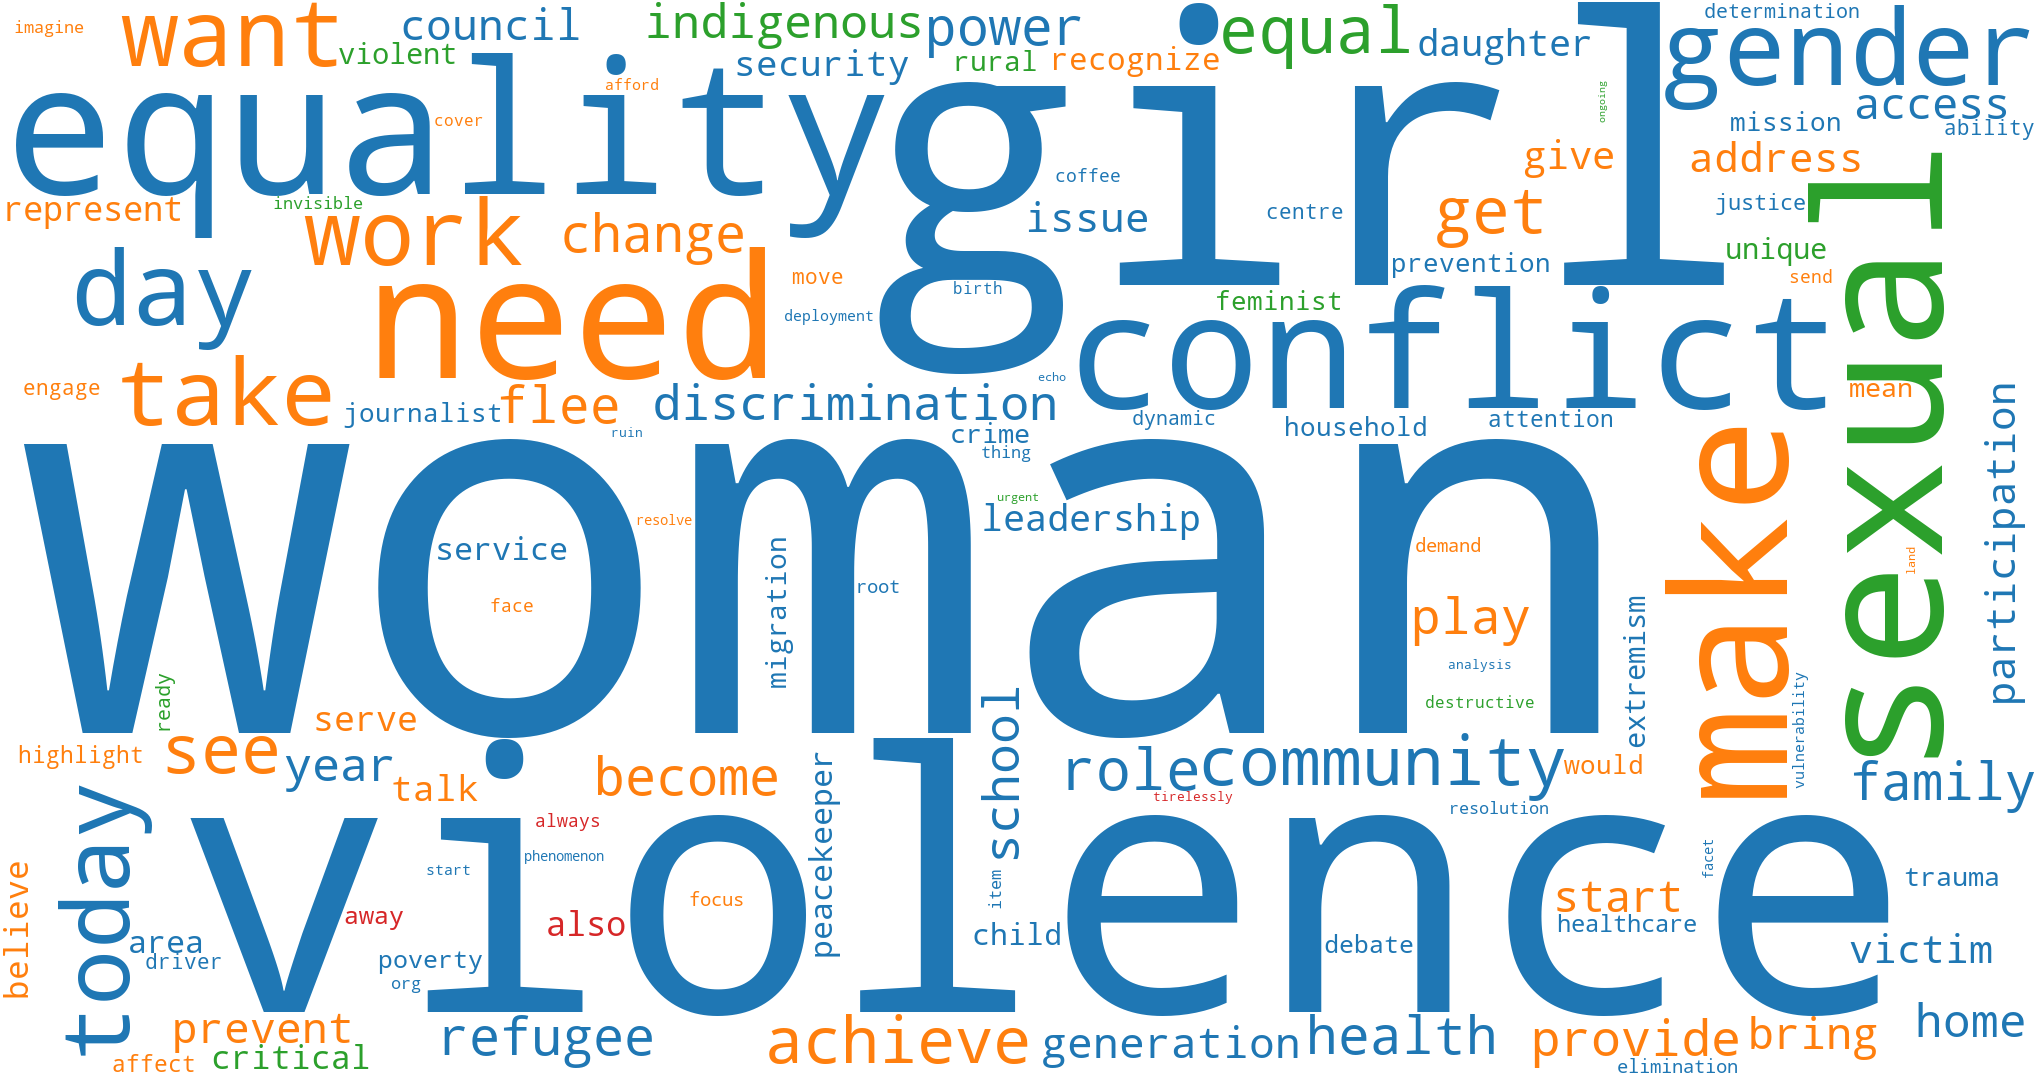 imagine
want
council
indigenous
power
equal
daughter
determination
gender
violent
security
rural
recognize
access
equality
girl
afford
cover
ongoing
mission
ability
give
address
represent
invisible
work
change
coffee
issue
centre
get
justice
unique
sexual
day
need
move
birth
deployment
prevention
send
feminist
conflict
engage
take
journalist
flee
discrimination
echo
dynamic
household
attention
mean
participation
ruin
crime
thing
woman
make
urgent
leadership
resolve
service
face
migration
root
demand
play
extremism
land
analysis
destructive
vulnerability
ready
serve
highlight
see
year
talk
become
peacekeeper
school
role
community
would
family
tirelessly
resolution
today
violence
always
phenomenon
start
item
facet
trauma
believe
away
also
focus
start
healthcare
area
driver
poverty
org
child
debate
victim
prevent
refugee
achieve
generation
health
provide
bring
home
affect
critical
elimination